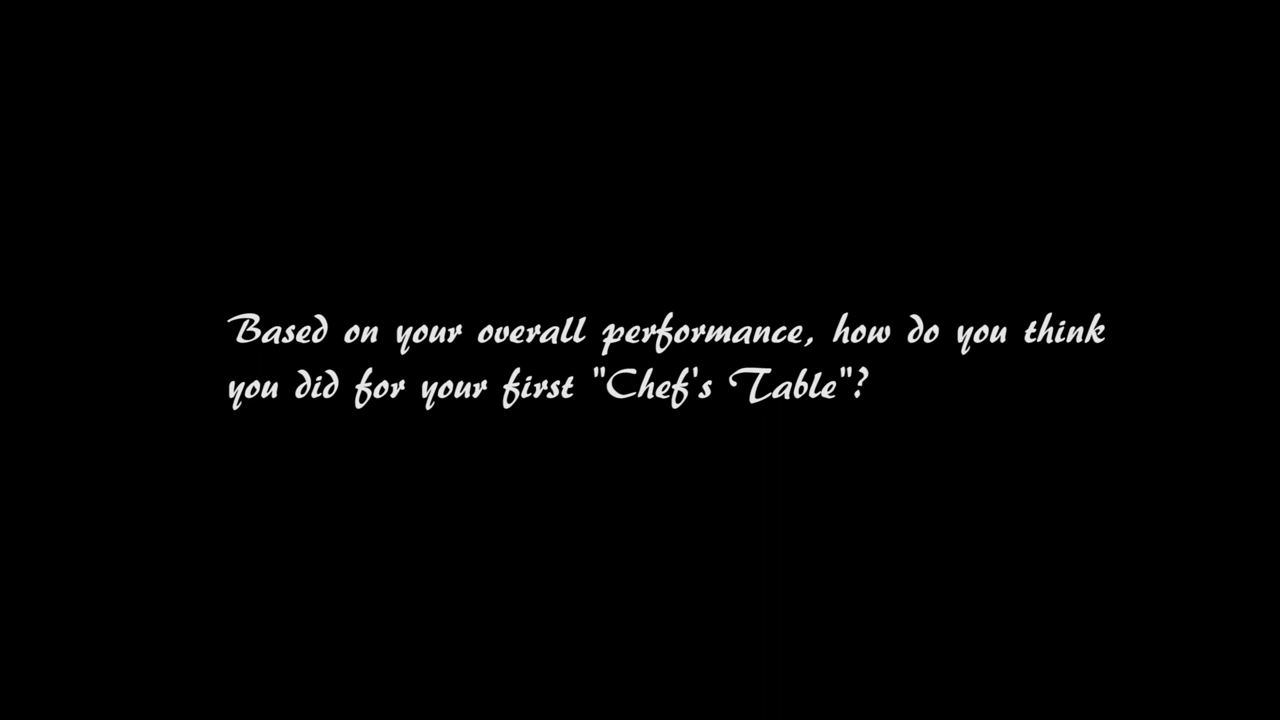 Based on your overall performance, how do you think
you did for your first "Chef's Table"?